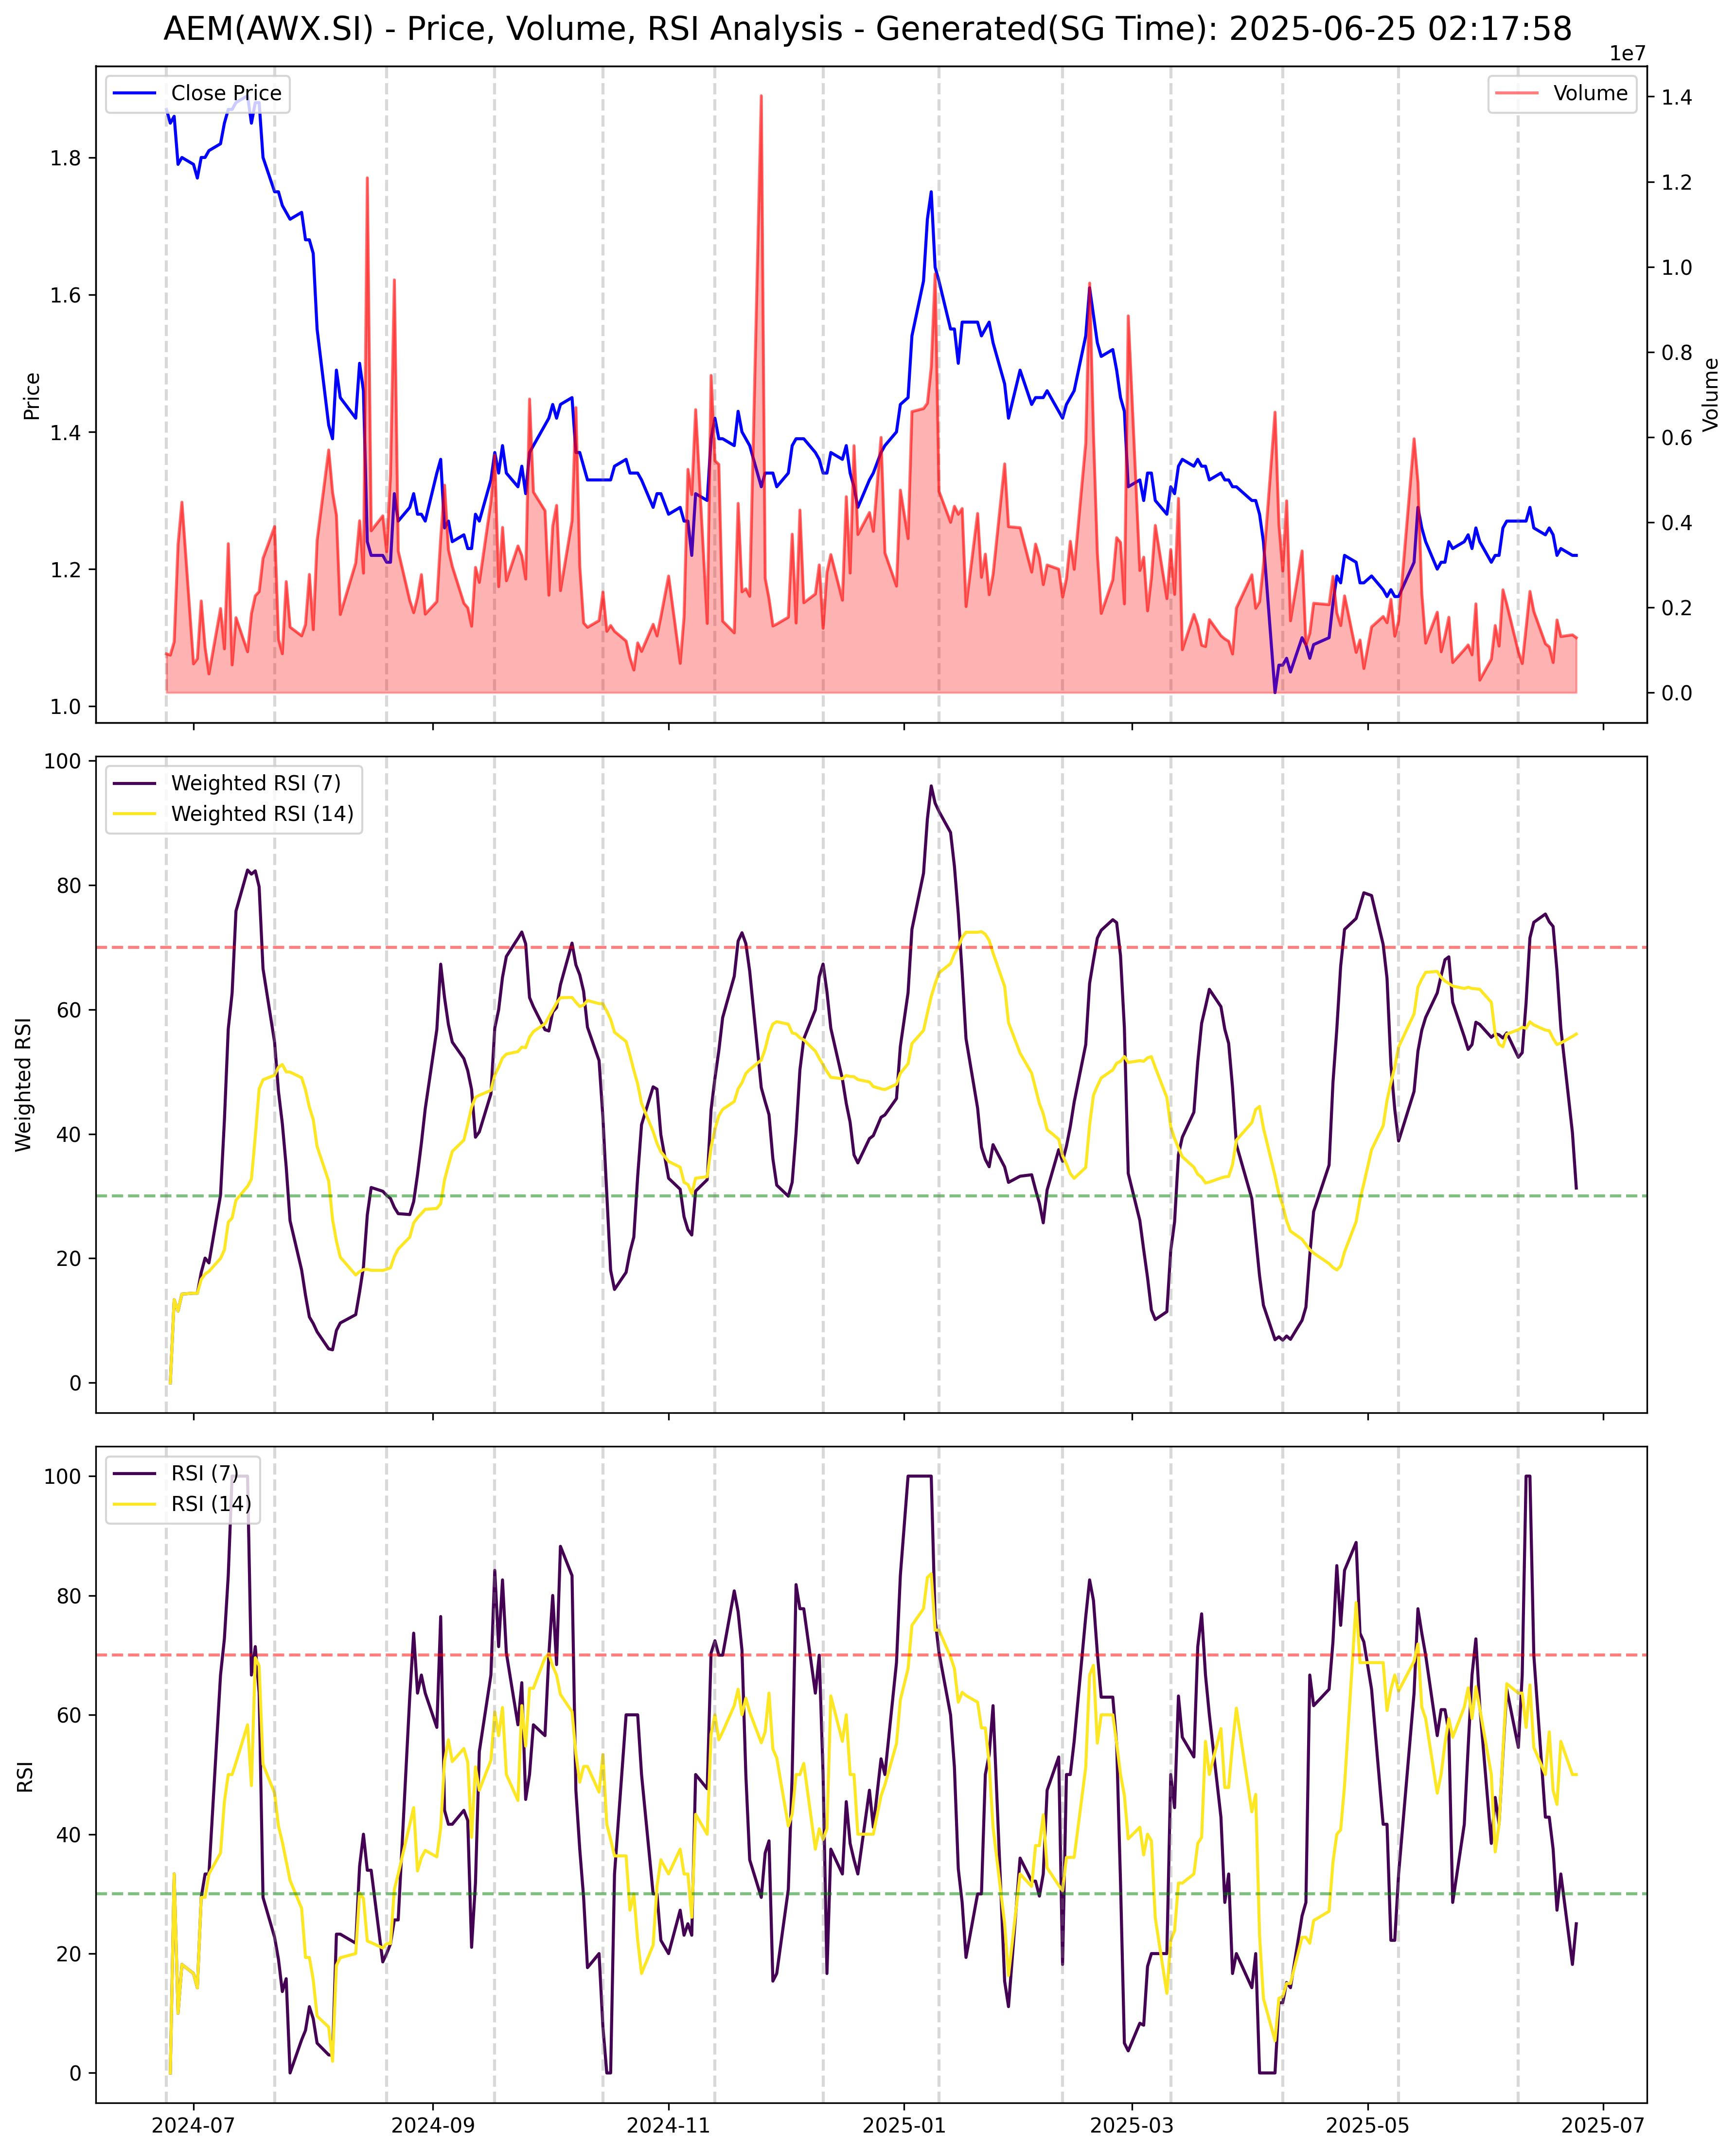 AEM(AWX.SI) - Price, Volume, RSI Analysis - Generated(SG Time): 2025-06-25 02:17:58
1e7
Close Price
Volume
1.8
1.6
1.4
1.2
1.0
Price
1.4
1.2
1.0
0.8
0.6
0.4
0.2
0.0
Volume
Weighted RSI (7)
Weighted RSI (14)
100
80
60
40
20
0
Weighted RSI
RSI (7)
RSI (14)
100
80
60
40
20
0
RSI
2024-07
2024-09
2024-11
2025-01
2025-03
2025-05
2025-07